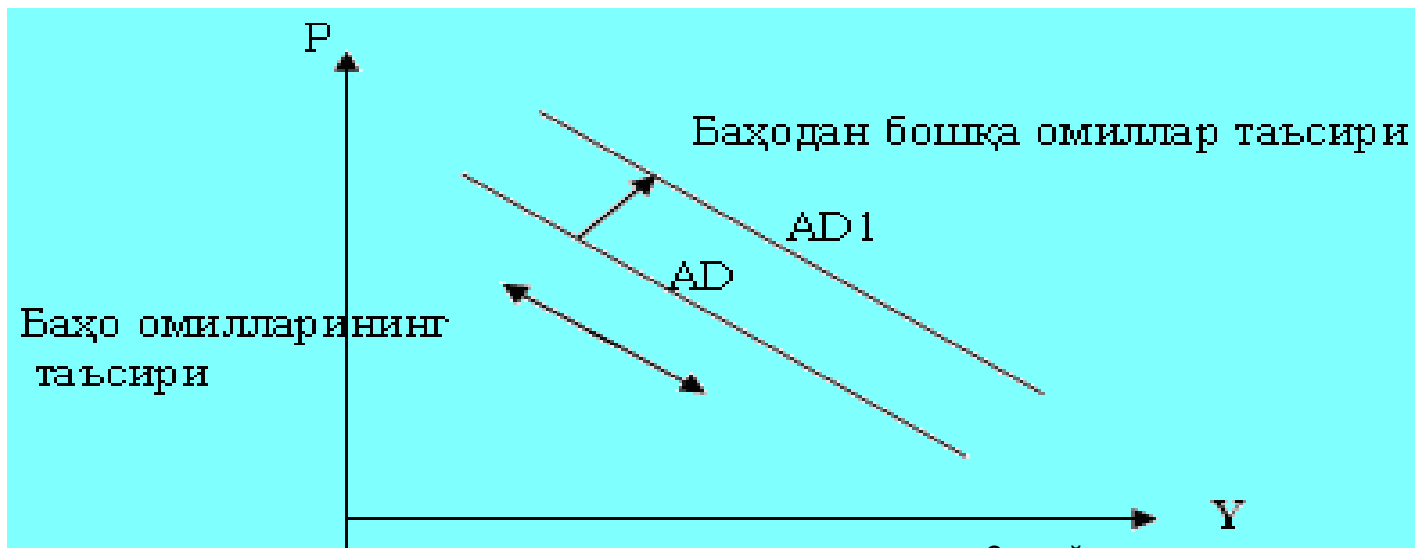 P
Баҳодан бошқа омиллар таъсири
AD1
AD
Баҳо омилларининг
таъсири
Y